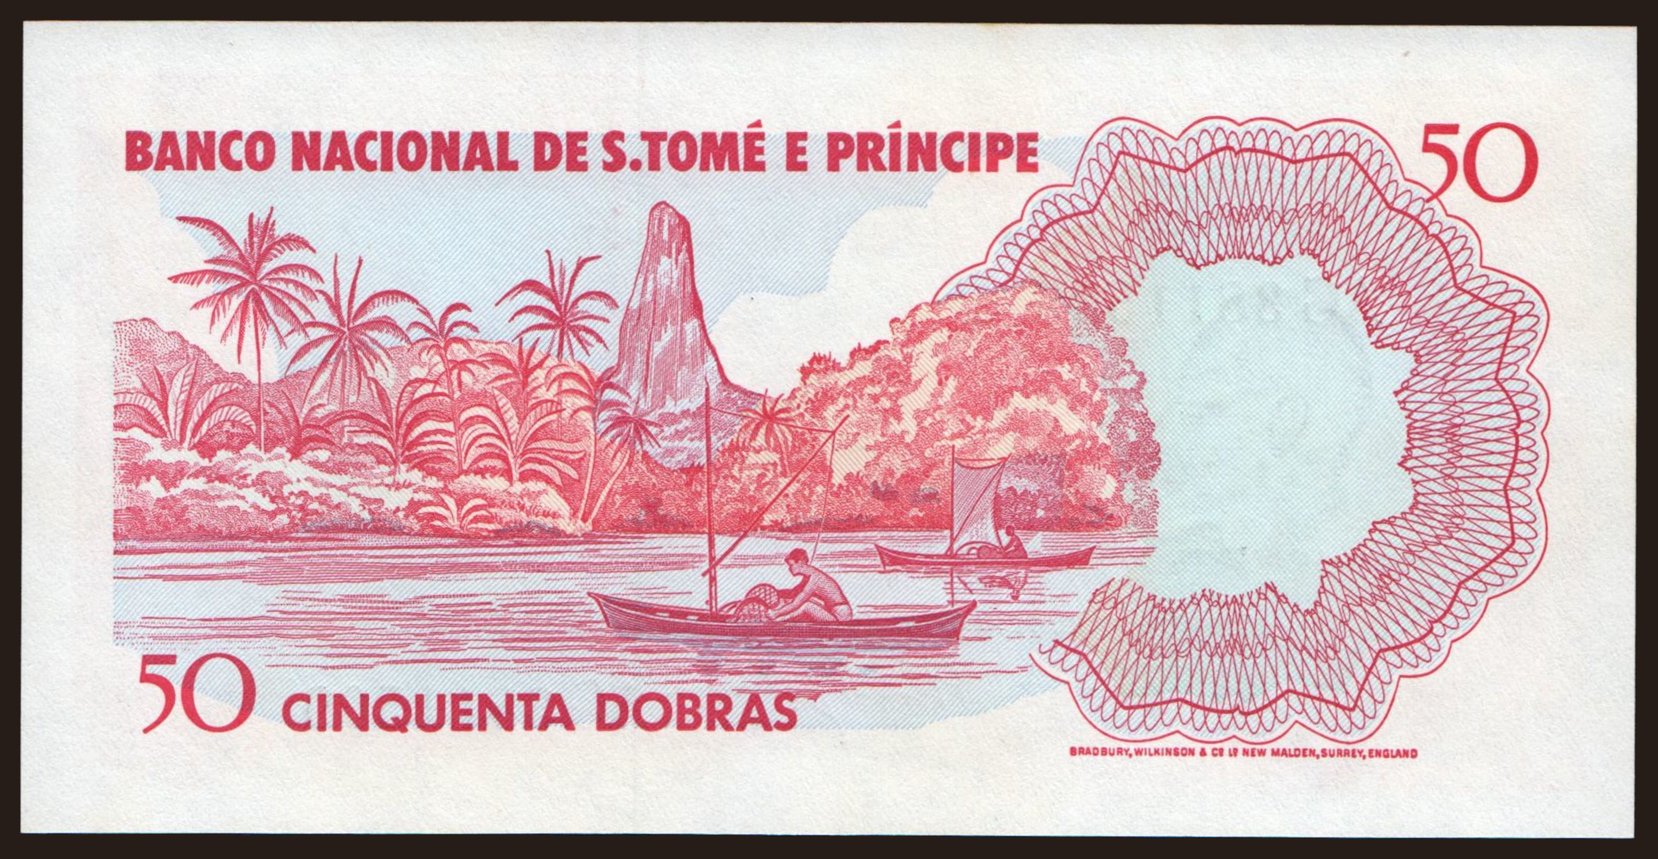 BANCO NACIONAL DE S.TOMÉ E PRÍNCIPE
50
50 CINQUENTA DOBRAS
BRADBURY, WILKINSON & Cº Lº NEW MALDEN, SURREY, ENGLAND